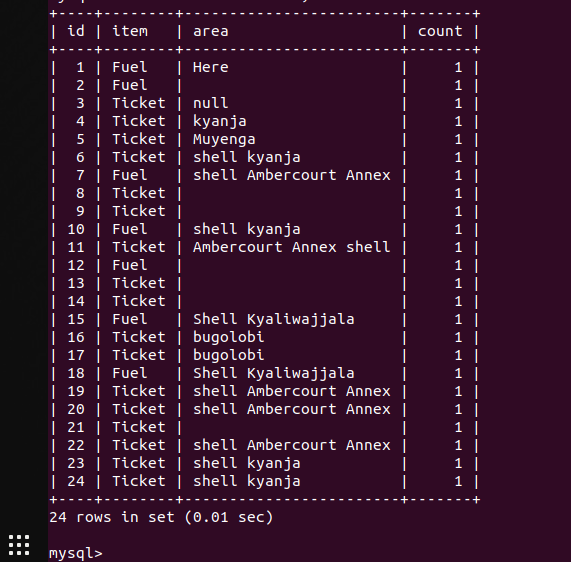 +----+--------+-------------------------+-------+
| id | item   | area                    | count |
+----+--------+-------------------------+-------+
|  1 | Fuel   | Here                    |     1 |
|  2 | Fuel   |                         |     1 |
|  3 | Ticket | null                    |     1 |
|  4 | Ticket | kyanja                  |     1 |
|  5 | Ticket | Muyenga                 |     1 |
|  6 | Ticket | shell kyanja            |     1 |
|  7 | Fuel   | shell Ambercourt Annex |     1 |
|  8 | Ticket |                         |     1 |
|  9 | Ticket |                         |     1 |
| 10 | Fuel   | shell kyanja            |     1 |
| 11 | Ticket | Ambercourt Annex shell |     1 |
| 12 | Fuel   |                         |     1 |
| 13 | Ticket |                         |     1 |
| 14 | Ticket |                         |     1 |
| 15 | Fuel   | Shell Kyaliwajjala      |     1 |
| 16 | Ticket | bugolobi                |     1 |
| 17 | Ticket | bugolobi                |     1 |
| 18 | Fuel   | Shell Kyaliwajjala      |     1 |
| 19 | Ticket | shell Ambercourt Annex |     1 |
| 20 | Ticket | shell Ambercourt Annex |     1 |
| 21 | Ticket |                         |     1 |
| 22 | Ticket | shell Ambercourt Annex |     1 |
| 23 | Ticket | shell kyanja            |     1 |
| 24 | Ticket | shell kyanja            |     1 |
+----+--------+-------------------------+-------+
24 rows in set (0.01 sec)
mysql>